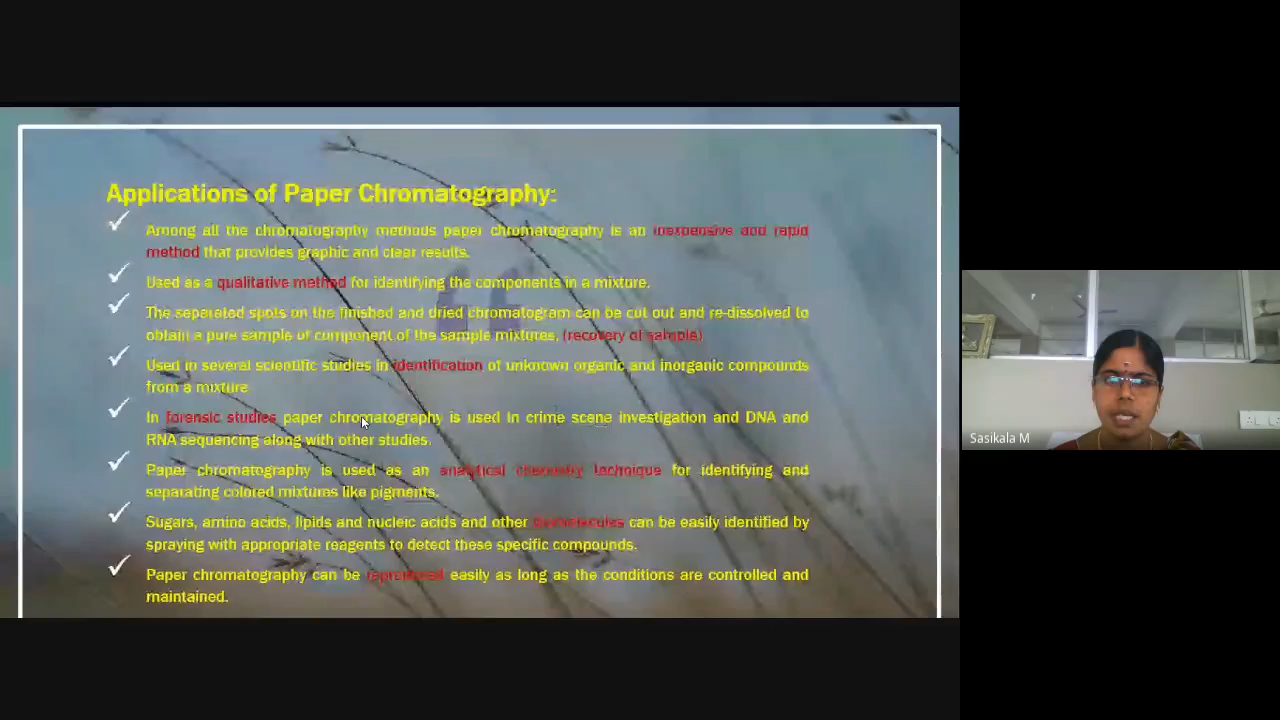 Applications of Paper Chromatography:
Among all the chromatography methods paper chromatography is an inexpensive and rapid
method that provides graphic and clear results.
Used as a qualitative method for identifying the components in a mixture.
The separated spots on the finished and dried chromatogram can be cut out and re-dissolved to
obtain a pure sample of component of the sample mixtures. (recovery of sample)
Used in several scientific studies in identification of unknown organic and inorganic compounds
from a mixture
In forensic studies paper chromatography is used in crime scene investigation and DNA and
RNA sequencing along with other studies.
Paper chromatography is used as an analytical chemistry technique for identifying and
separating colored mixtures like pigments.
Sugars, amino acids, lipids and nucleic acids and other biomolecules can be easily identified by
spraying with appropriate reagents to detect these specific compounds.
Paper chromatography can be reproduced easily as long as the conditions are controlled and
maintained.
Sasikala M